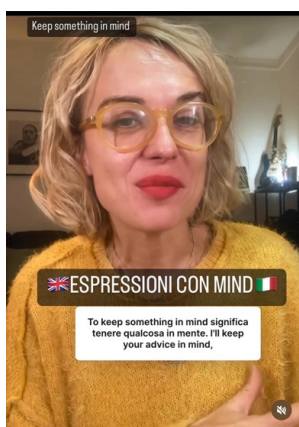 Keep something in mind
🇬🇧ESPRESSIONI CON MIND🇮🇹
To keep something in mind significa
tenere qualcosa in mente. I'll keep
your advice in mind,